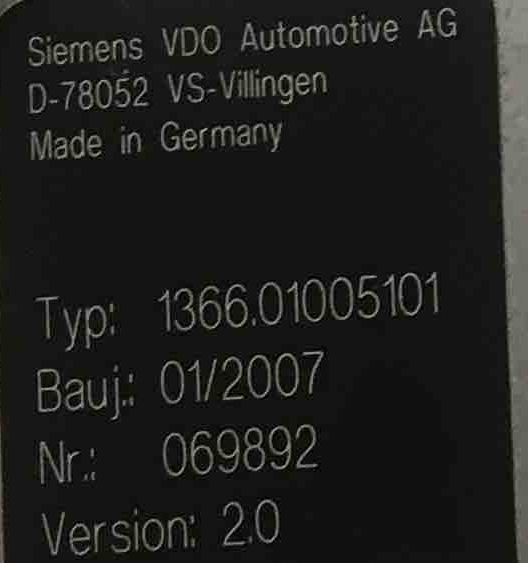 Siemens VDO Automotive AG
D-78052 VS-Villingen
Made in Germany
Typ: 1366.01005101
Bauj.: 01/2007
Nr.: 069892
Version: 2.0